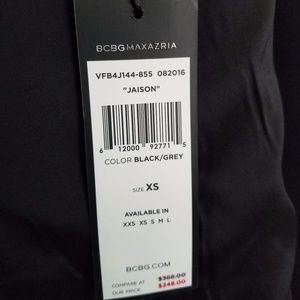 BCBGMAXAZRIA
VFB4J144-855 082016
"JAISON"
6 12000 92771 5
COLOR BLACK/GREY
SIZE XS
AVAILABLE IN
XXS XS S M L
BCBG.COM
COMPARE AT $368.00
OUR PRICE $248.00